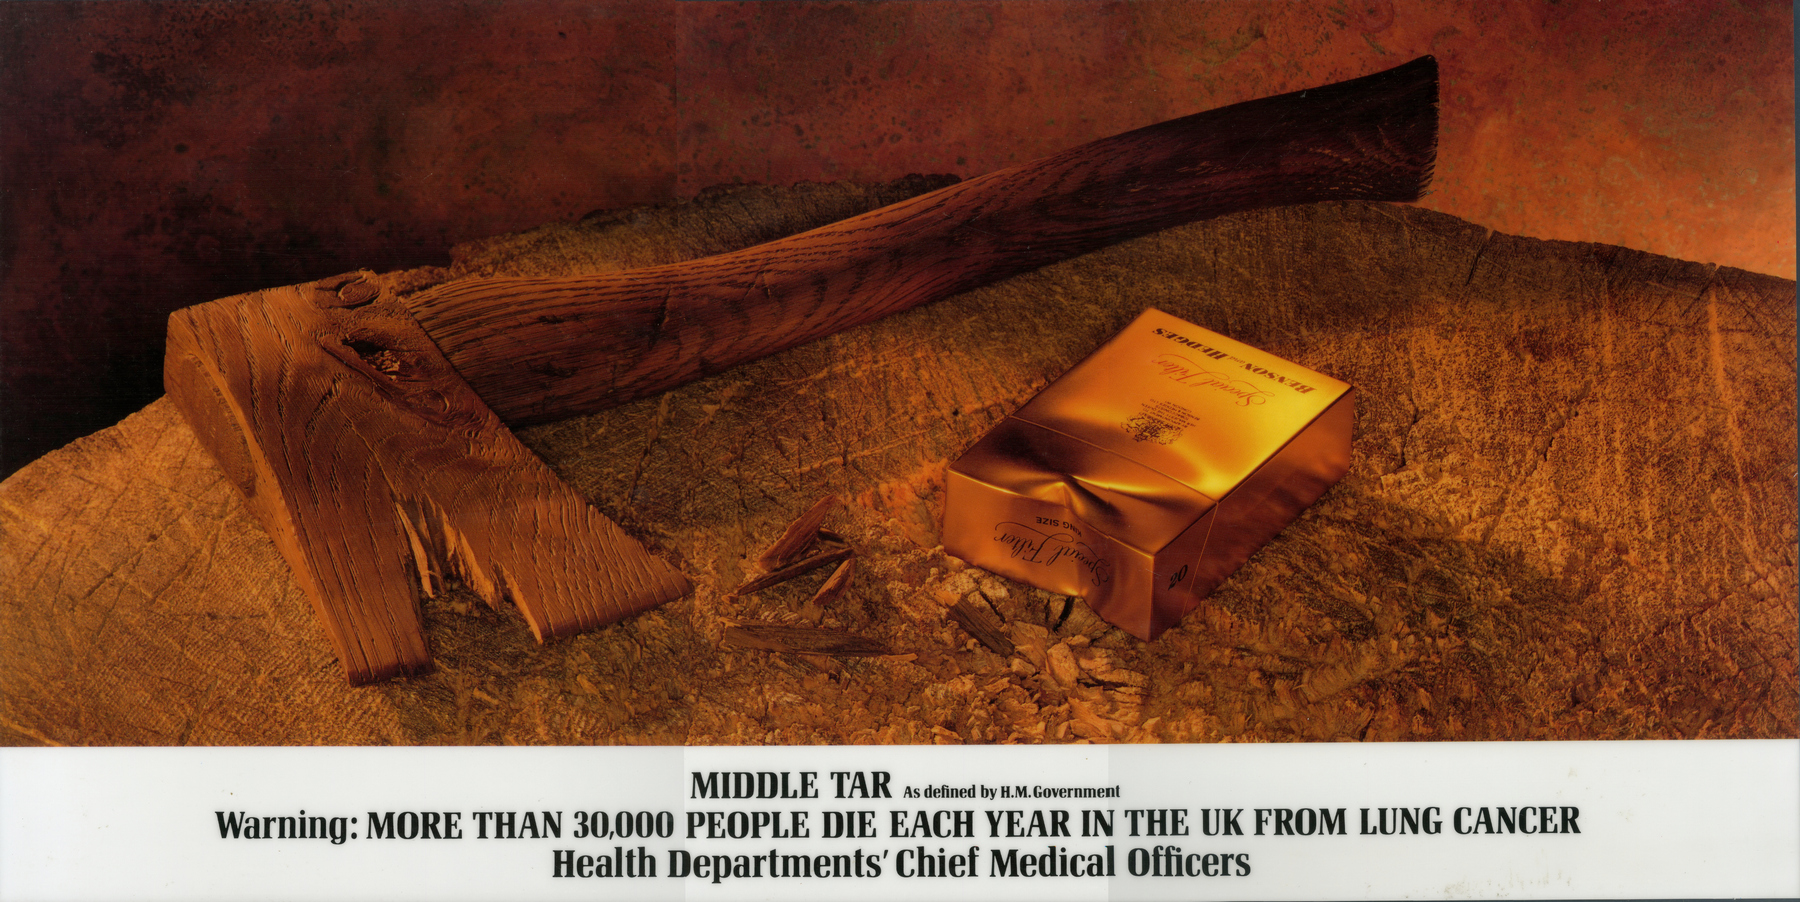 BENSON and HEDGES
Special Filter
Special Filter
KING SIZE
20
MIDDLE TAR As defined by H.M.Government
Warning: MORE THAN 30,000 PEOPLE DIE EACH YEAR IN THE UK FROM LUNG CANCER
Health Departments' Chief Medical Officers